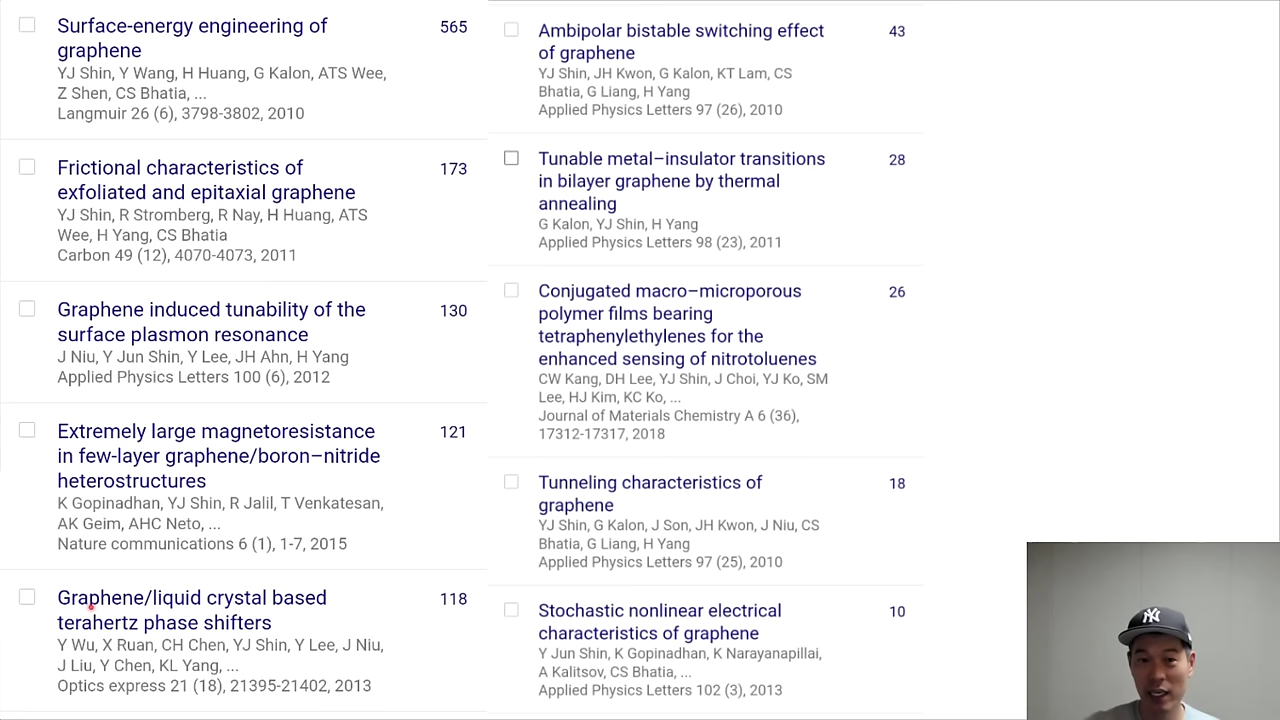 Surface-energy engineering of
graphene
565
YJ Shin, Y Wang, H Huang, G Kalon, ATS Wee,
Z Shen, CS Bhatia, ...
Langmuir 26 (6), 3798-3802, 2010
Frictional characteristics of
exfoliated and epitaxial graphene
173
YJ Shin, R Stromberg, R Nay, H Huang, ATS
Wee, H Yang, CS Bhatia
Carbon 49 (12), 4070-4073, 2011
Graphene induced tunability of the
surface plasmon resonance
130
J Niu, Y Jun Shin, Y Lee, JH Ahn, H Yang
Applied Physics Letters 100 (6), 2012
Extremely large magnetoresistance
in few-layer graphene/boron–nitride
heterostructures
121
K Gopinadhan, YJ Shin, R Jalil, T Venkatesan,
AK Geim, AHC Neto, ...
Nature communications 6 (1), 1-7, 2015
Graphene/liquid crystal based
terahertz phase shifters
118
Y Wu, X Ruan, CH Chen, YJ Shin, Y Lee, J Niu,
J Liu, Y Chen, KL Yang, ...
Optics express 21 (18), 21395-21402, 2013
Ambipolar bistable switching effect
of graphene
43
YJ Shin, JH Kwon, G Kalon, KT Lam, CS
Bhatia, G Liang, H Yang
Applied Physics Letters 97 (26), 2010
Tunable metal–insulator transitions
in bilayer graphene by thermal
annealing
28
G Kalon, YJ Shin, H Yang
Applied Physics Letters 98 (23), 2011
Conjugated macro–microporous
polymer films bearing
tetraphenylethylenes for the
enhanced sensing of nitrotoluenes
26
CW Kang, DH Lee, YJ Shin, J Choi, YJ Ko, SM
Lee, HJ Kim, KC Ko, ...
Journal of Materials Chemistry A 6 (36),
17312-17317, 2018
Tunneling characteristics of
graphene
18
YJ Shin, G Kalon, J Son, JH Kwon, J Niu, CS
Bhatia, G Liang, H Yang
Applied Physics Letters 97 (25), 2010
Stochastic nonlinear electrical
characteristics of graphene
10
Y Jun Shin, K Gopinadhan, K Narayanapillai,
A Kalitsov, CS Bhatia, ...
Applied Physics Letters 102 (3), 2013
NY